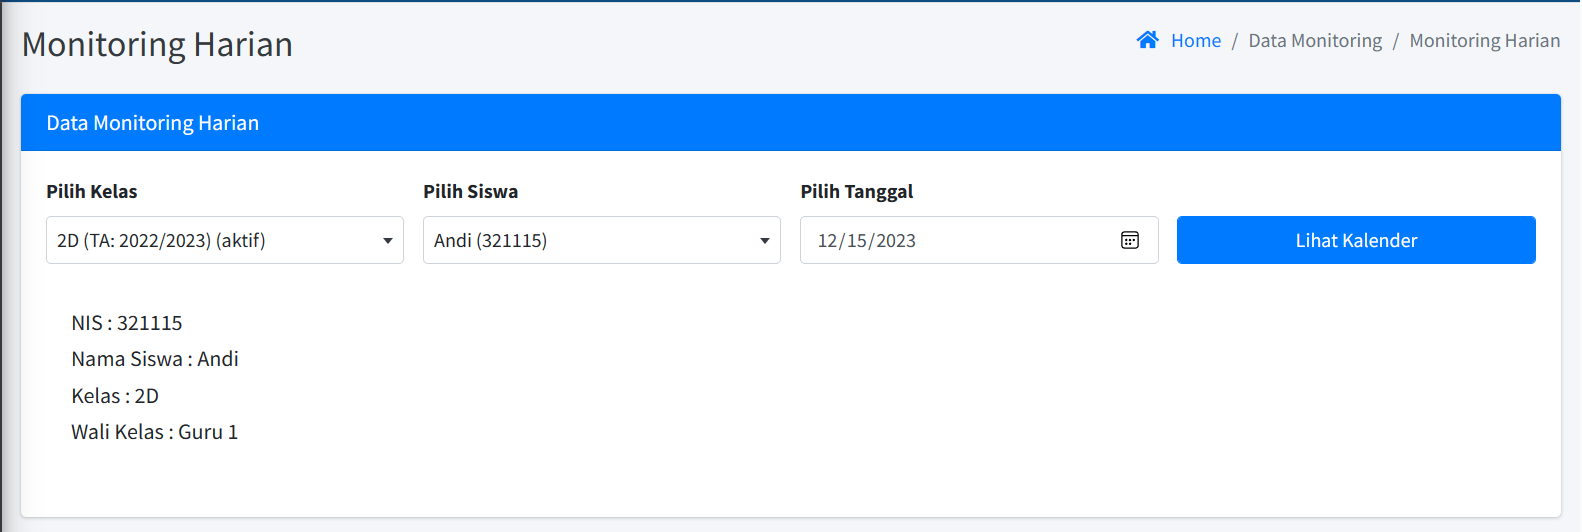 Monitoring Harian
Home / Data Monitoring / Monitoring Harian
Data Monitoring Harian
Pilih Kelas
2D (TA: 2022/2023) (aktif)
Pilih Siswa
Andi (321115)
Pilih Tanggal
12/15/2023
Lihat Kalender
NIS : 321115
Nama Siswa : Andi
Kelas : 2D
Wali Kelas : Guru 1